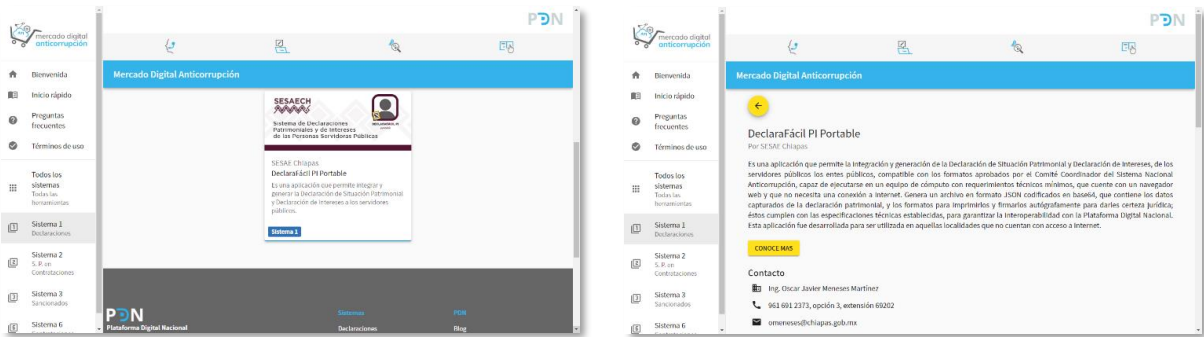 PDN
mercado digital
anticorrupción
Bienvenida
Inicio rápido
Preguntas
frecuentes
Términos de uso
Todos los
sistemas
Todas las
herramientas
Sistema 1
Declaraciones
Sistema 2
S. P. en
Contrataciones
Sistema 3
Sancionados
Sistema 6
Mercado Digital Anticorrupción
SESAECH
Sistema de Declaraciones
Patrimoniales y de Intereses
de las Personas Servidoras Públicas
SESAE Chiapas
DeclaraFácil PI Portable
Es una aplicación que permite integrar y
generar la Declaración de Situación Patrimonial
y Declaración de Intereses a los servidores
públicos.
Sistema 1
PDN
Plataforma Digital Nacional
Sistemas
Declaraciones
PDN
Blog
PDN
mercado digital
anticorrupción
Bienvenida
Inicio rápido
Preguntas
frecuentes
Términos de uso
Todos los
sistemas
Todas las
herramientas
Sistema 1
Declaraciones
Sistema 2
S. P. en
Contrataciones
Sistema 3
Sancionados
Sistema 6
Mercado Digital Anticorrupción
DeclaraFácil PI Portable
Por SESAE Chiapas
Es una aplicación que permite la integración y generación de la Declaración de Situación Patrimonial y Declaración de Intereses, de los
servidores públicos los entes públicos, compatible con los formatos aprobados por el Comité Coordinador del Sistema Nacional
Anticorrupción, capaz de ejecutarse en un equipo de cómputo con requerimientos técnicos mínimos, que cuente con un navegador
web y que no necesita una conexión a internet. Genera un archivo en formato JSON codificados en base64, que contiene los datos
capturados de la declaración patrimonial, y los formatos para imprimirlos y firmarlos autógrafamente para darles certeza jurídica;
éstos cumplen con las especificaciones técnicas establecidas, para garantizar la interoperabilidad con la Plataforma Digital Nacional.
Esta aplicación fue desarrollada para ser utilizada en aquellas localidades que no cuentan con acceso a Internet.
CONOCE MAS
Contacto
Ing. Oscar Javier Meneses Martínez
961 691 2373, opción 3, extensión 69202
omeneses@chiapas.gob.mx